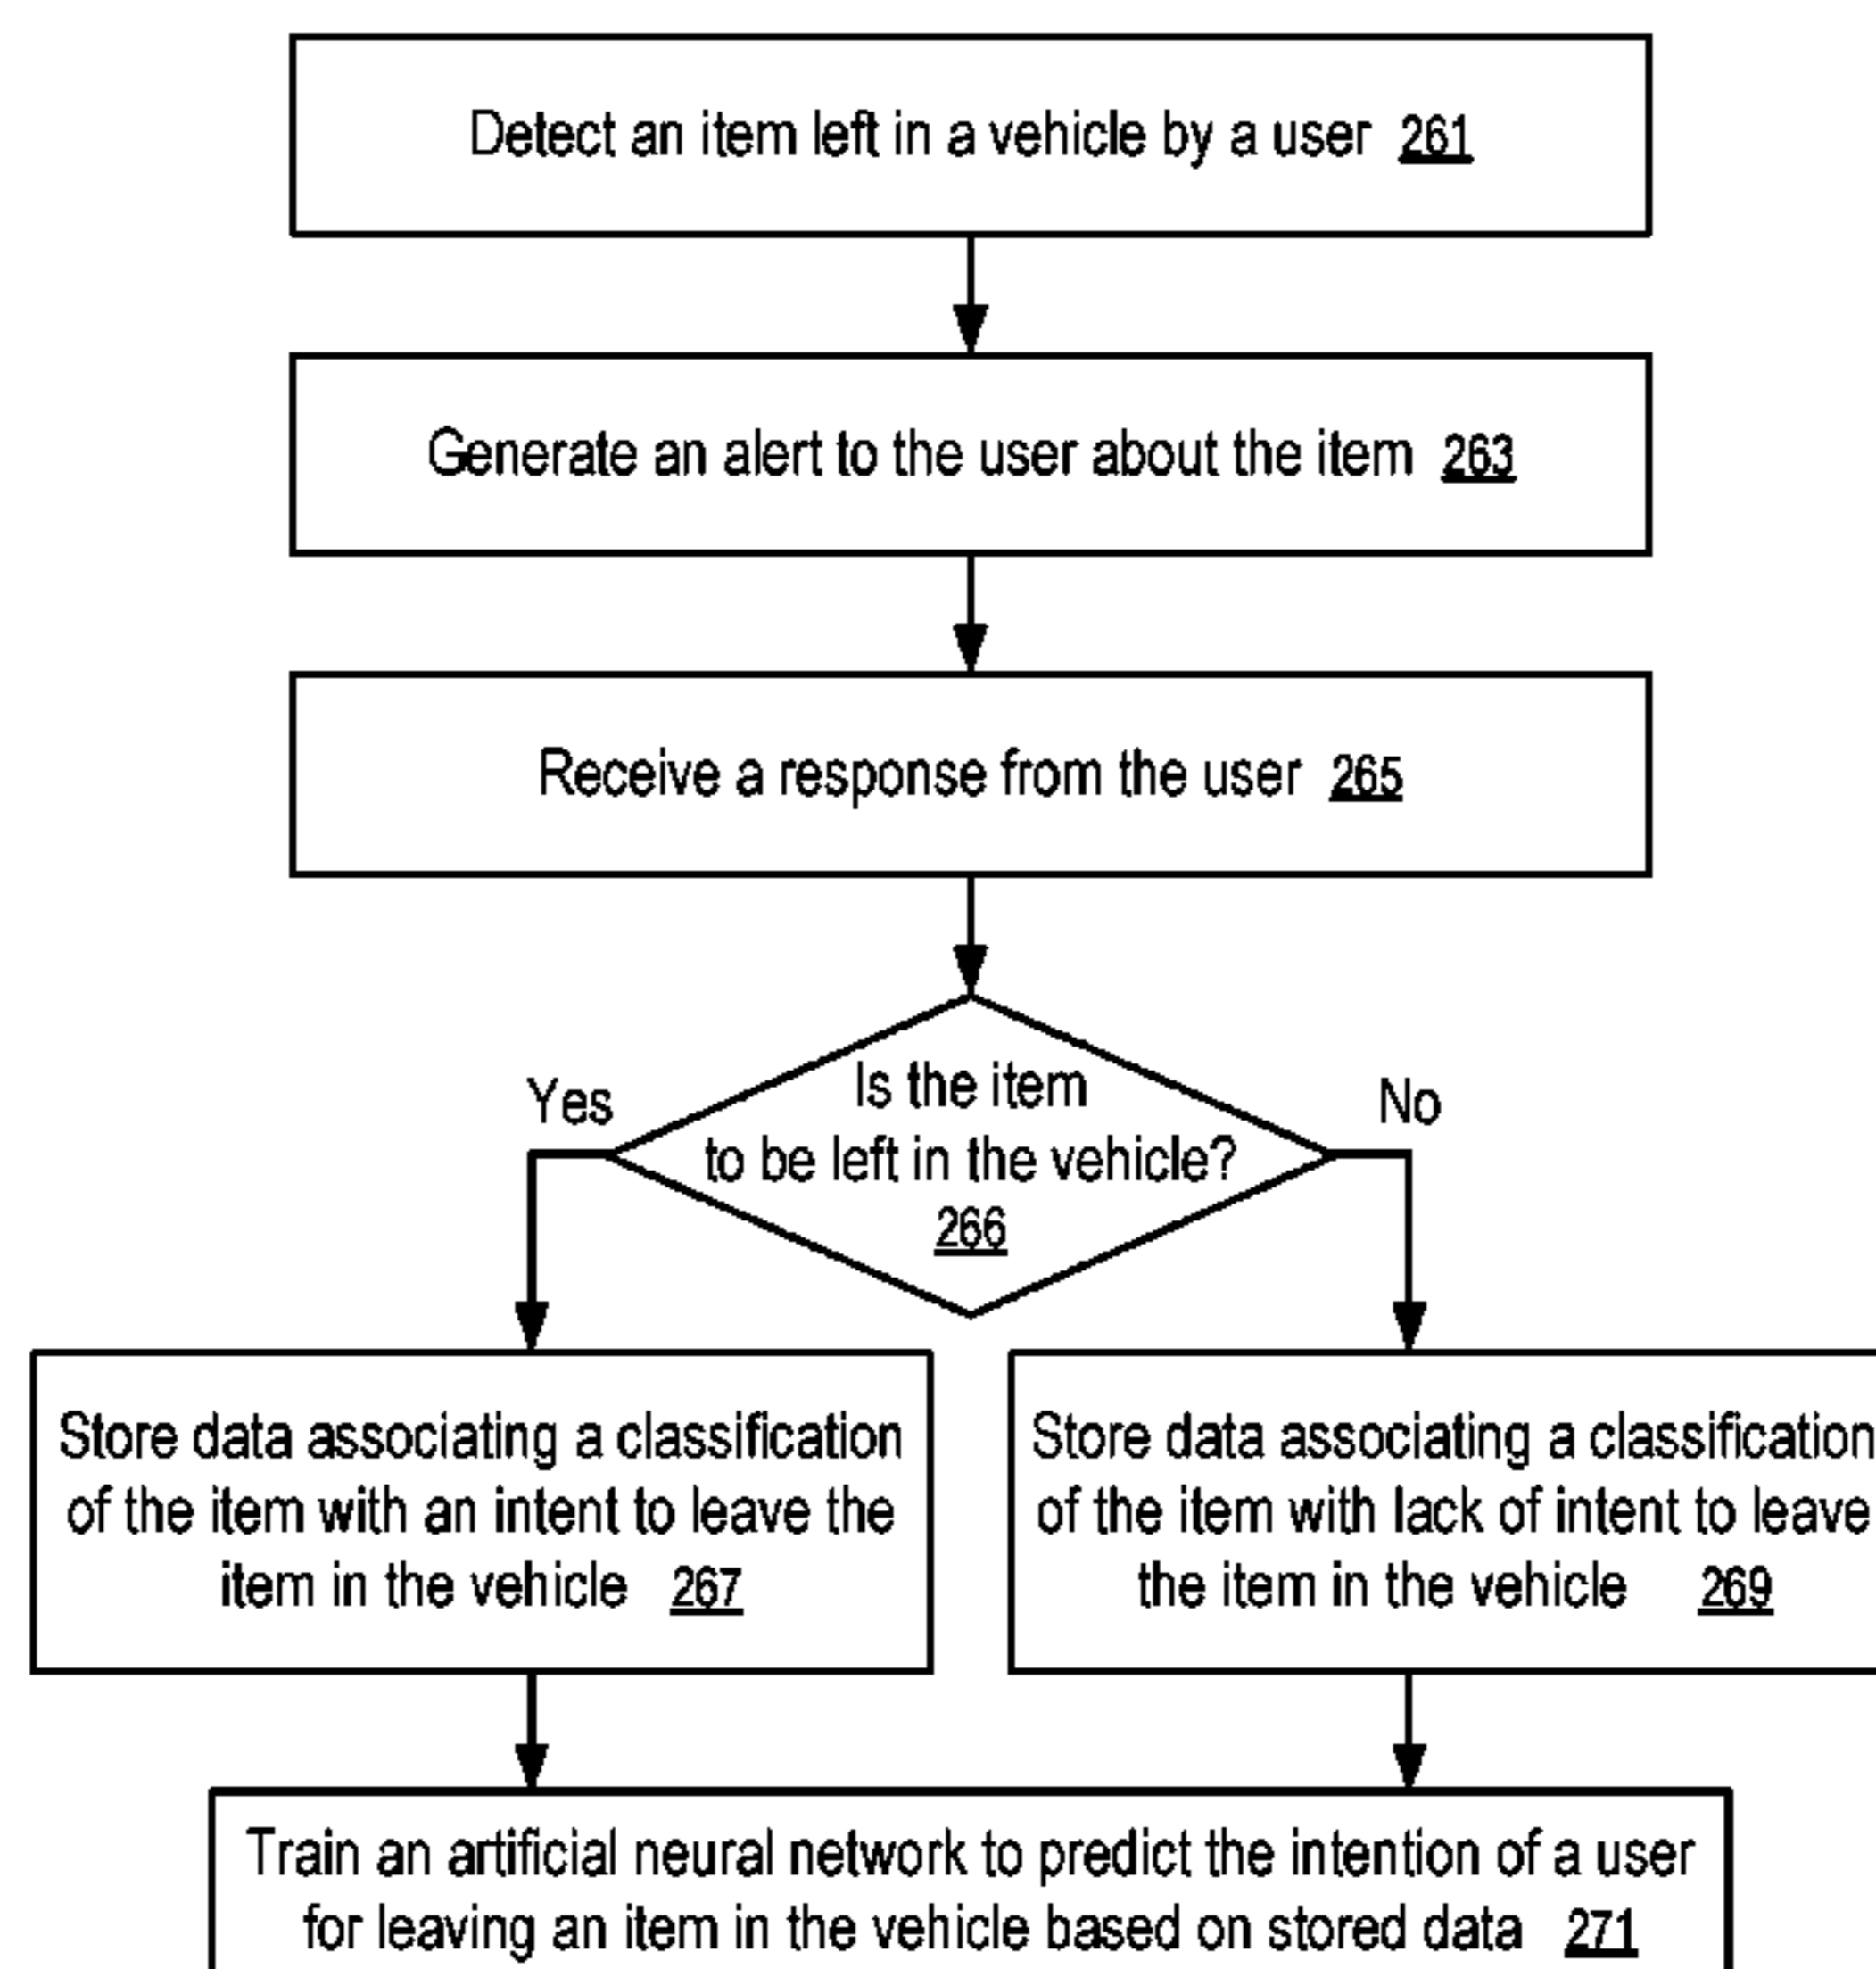 Detect an item left in a vehicle by a user 261
Generate an alert to the user about the item 263
Receive a response from the user 265
Is the item
to be left in the vehicle?
266
Yes
No
Store data associating a classification
of the item with an intent to leave the
item in the vehicle 267
Store data associating a classification
of the item with lack of intent to leave
the item in the vehicle 269
Train an artificial neural network to predict the intention of a user
for leaving an item in the vehicle based on stored data 271